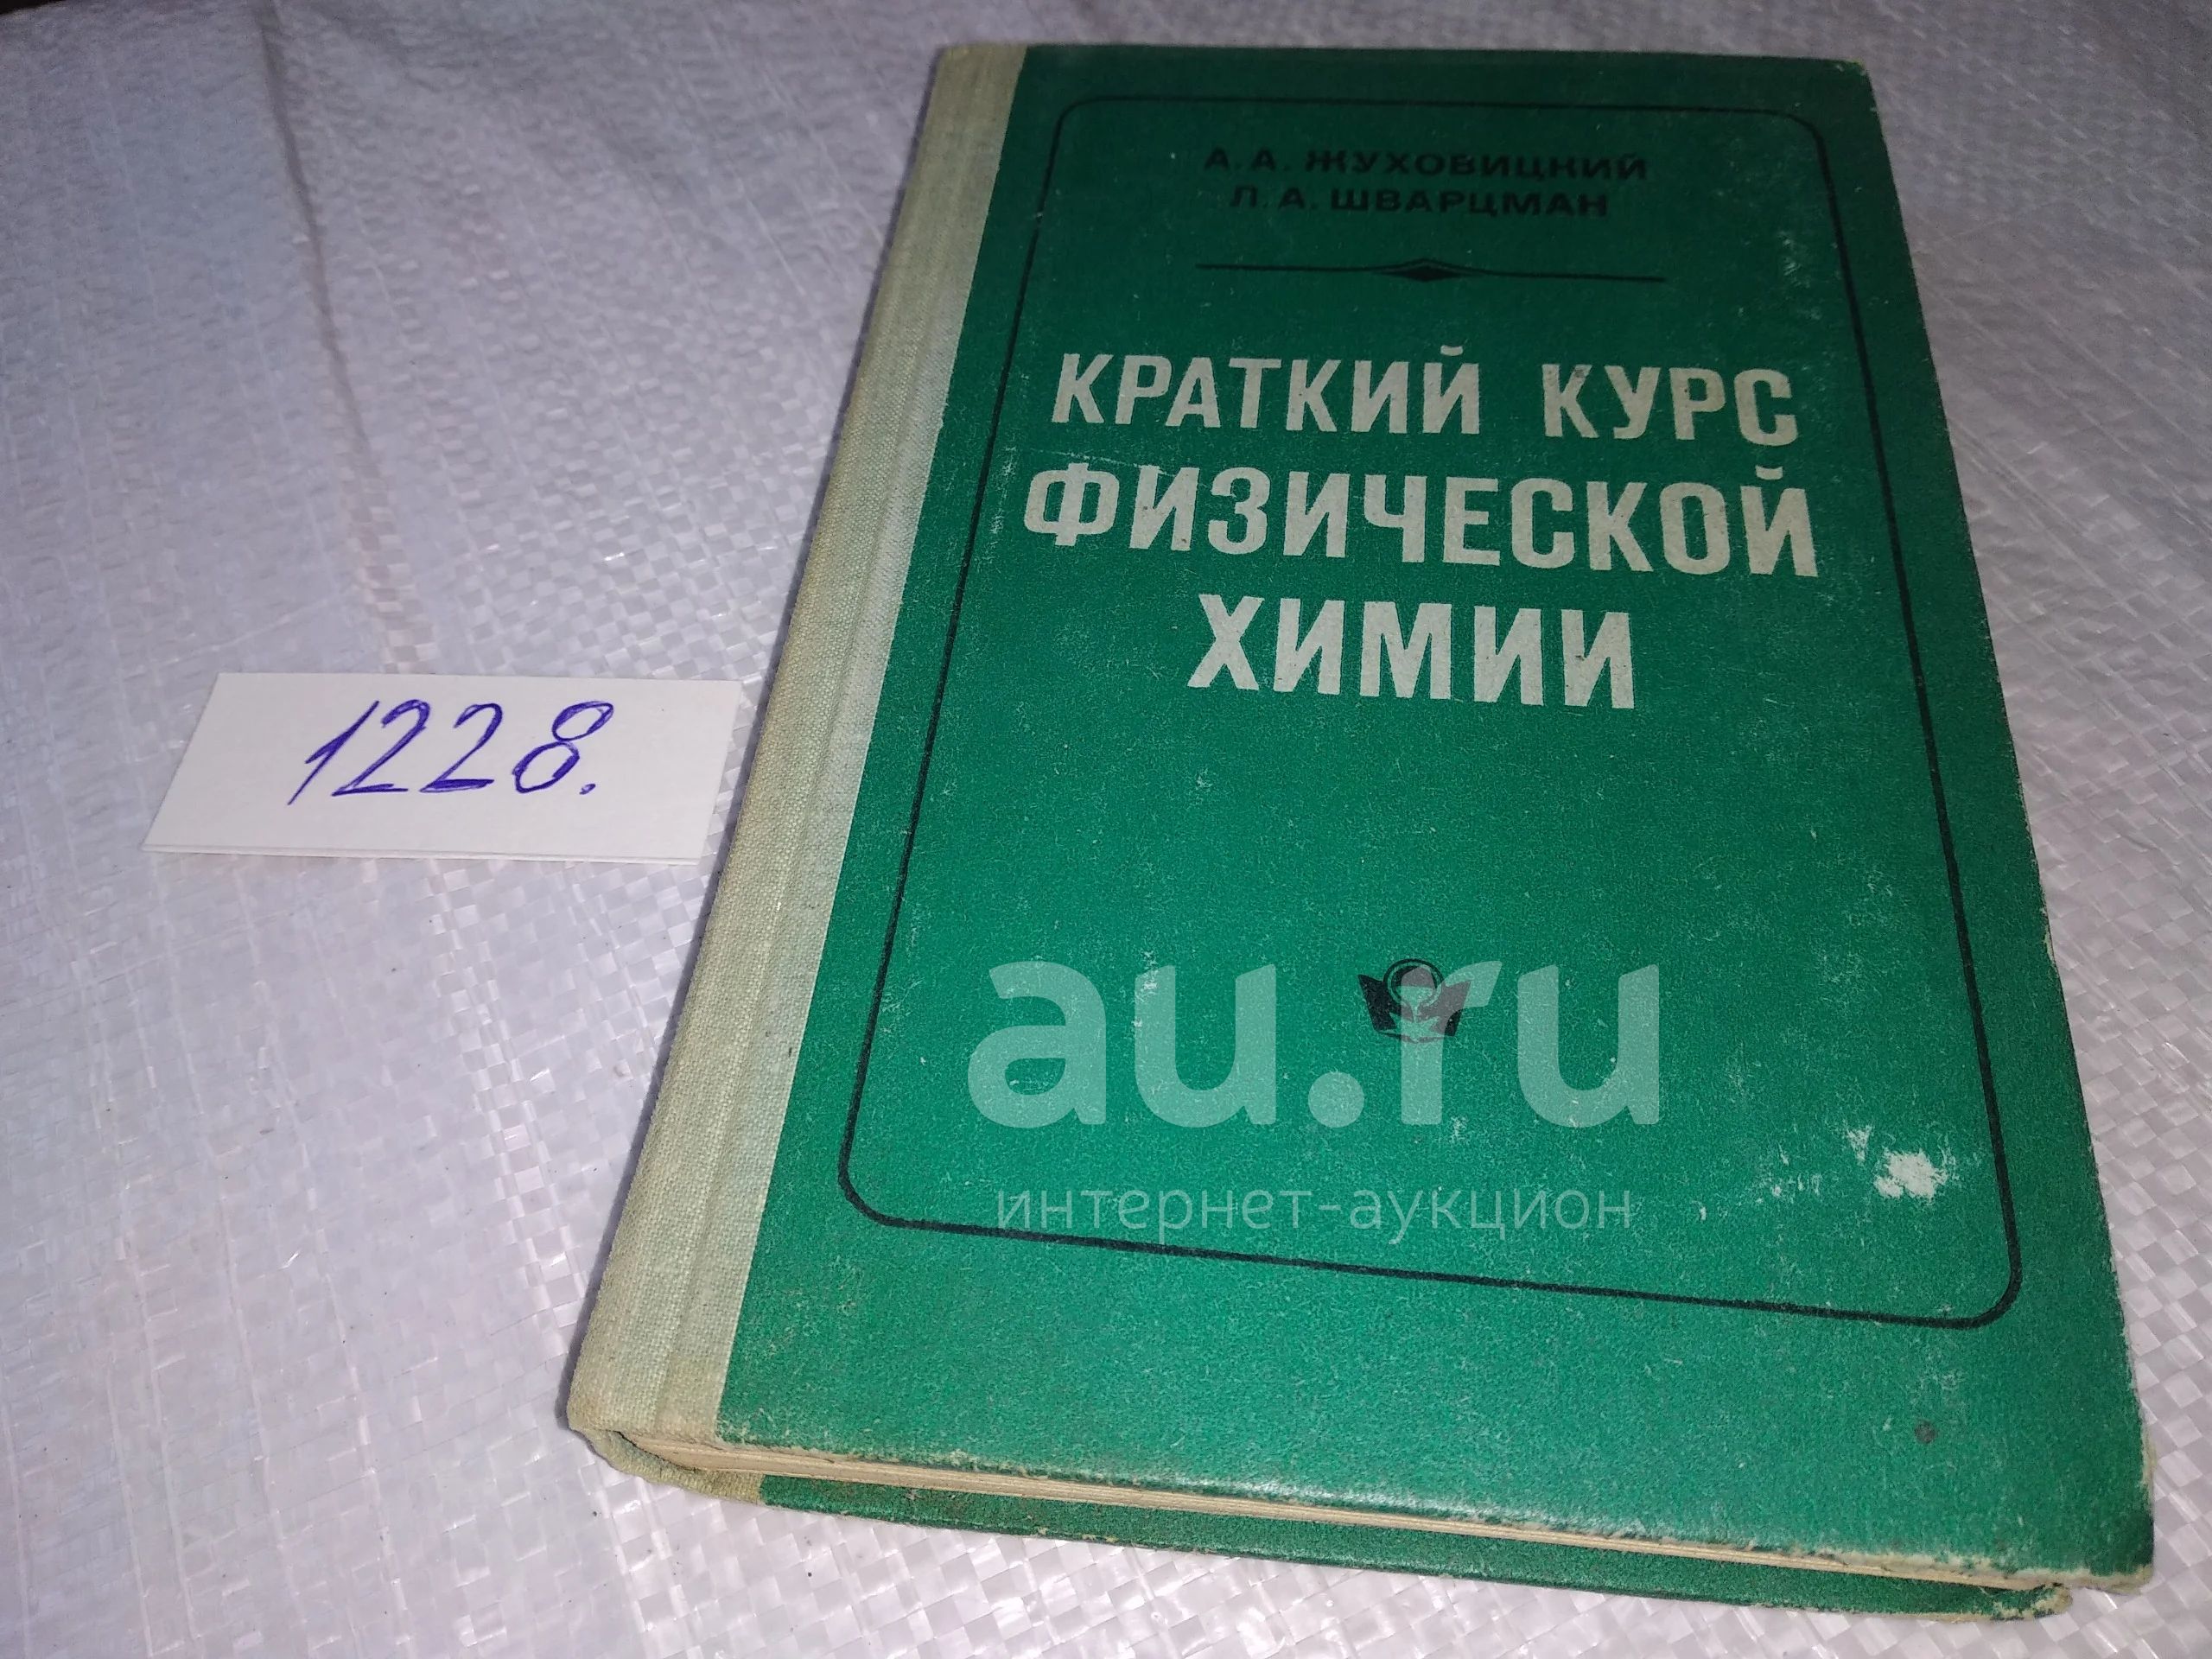 А. А. ЖУХОВИЦКИЙ
Л. А. ШВАРЦМАН
КРАТКИЙ КУРС
ФИЗИЧЕСКОЙ
ХИМИИ
1228.
au.ru
интернет-аукцион